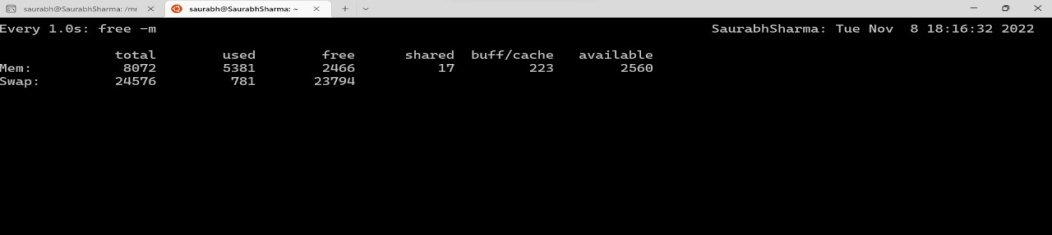 saurabh@SaurabhSharma: /m
saurabh@SaurabhSharma: ~
Every 1.0s: free -m SaurabhSharma: Tue Nov  8 18:16:32 2022
total used free shared buff/cache available
Mem: 8072 5381 2466 17 223 2560
Swap: 24576 781 23794